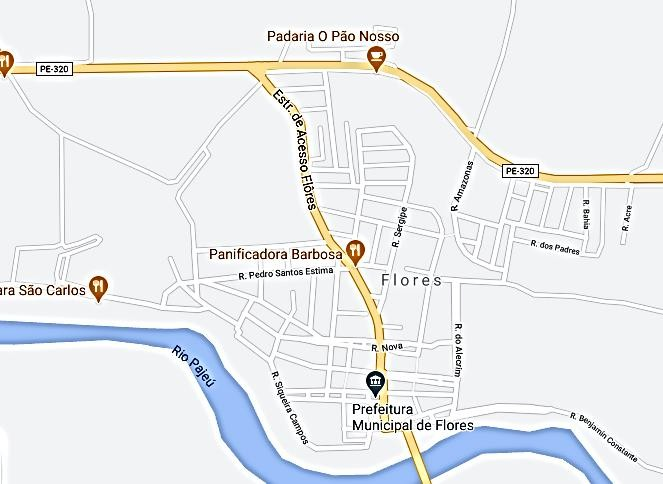 Padaria O Pão Nosso
PE-320
Estr. de Acesso Flôres
PE-320
R. Amazonas
R. Sergipe
R. Bahia
R. Acre
R. dos Padres
Panificadora Barbosa
R. Pedro Santos Estima
Flores
ara São Carlos
R. do Alecrim
R. Nova
Rio Pajeú
R. Siqueira Campos
Prefeitura
Municipal de Flores
R. Benjamin Constante